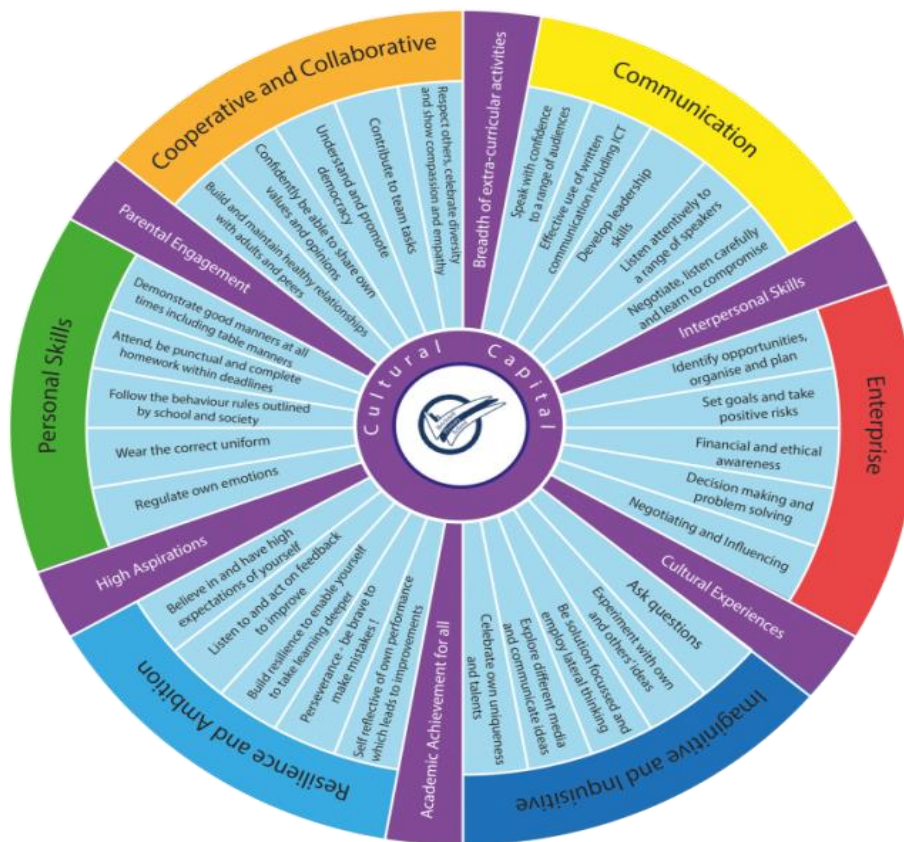 Cultural Capital
Breadth of extra-curricular activities
Communication
Speak with confidence
to a range of audiences
Effective use of written
communication including ICT
Develop leadership
skills
Listen attentively to
a range of speakers
Negotiate, listen carefully
and learn to compromise
Interpersonal Skills
Enterprise
Identify opportunities,
organise and plan
Set goals and take
positive risks
Financial and ethical
awareness
Decision making and
problem solving
Negotiating and Influencing
Cultural Experiences
Imaginitive and Inquisitive
Ask questions
Experiment with own
and others' ideas
Be solution focussed and
employ lateral thinking
Explore different media
and communicate ideas
Celebrate own uniqueness
and talents
Academic Achievement for all
Resilience and Ambition
Self reflective of own performance
which leads to improvements
Perseverance - be brave to
make mistakes !
Build resilience to enable yourself
to take learning deeper
Listen to and act on feedback
to improve
Believe in and have high
expectations of yourself
High Aspirations
Personal Skills
Regulate own emotions
Wear the correct uniform
Follow the behaviour rules outlined
by school and society
Attend, be punctual and complete
homework within deadlines
Demonstrate good manners at all
times including table manners
Parental Engagement
Cooperative and Collaborative
Build and maintain healthy relationships
with adults and peers
Confidently be able to share own
values and opinions
Understand and promote
democracy
Contribute to team tasks
Respect others, celebrate diversity
and show compassion and empathy